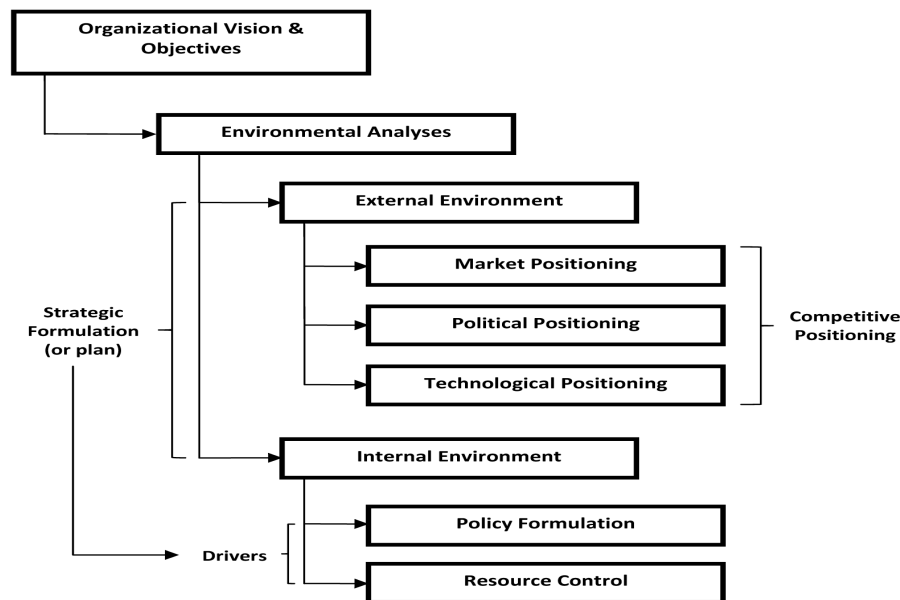 Organizational Vision &
Objectives
Environmental Analyses
External Environment
Market Positioning
Political Positioning
Technological Positioning
Strategic
Formulation
(or plan)
Competitive
Positioning
Internal Environment
Policy Formulation
Drivers
Resource Control